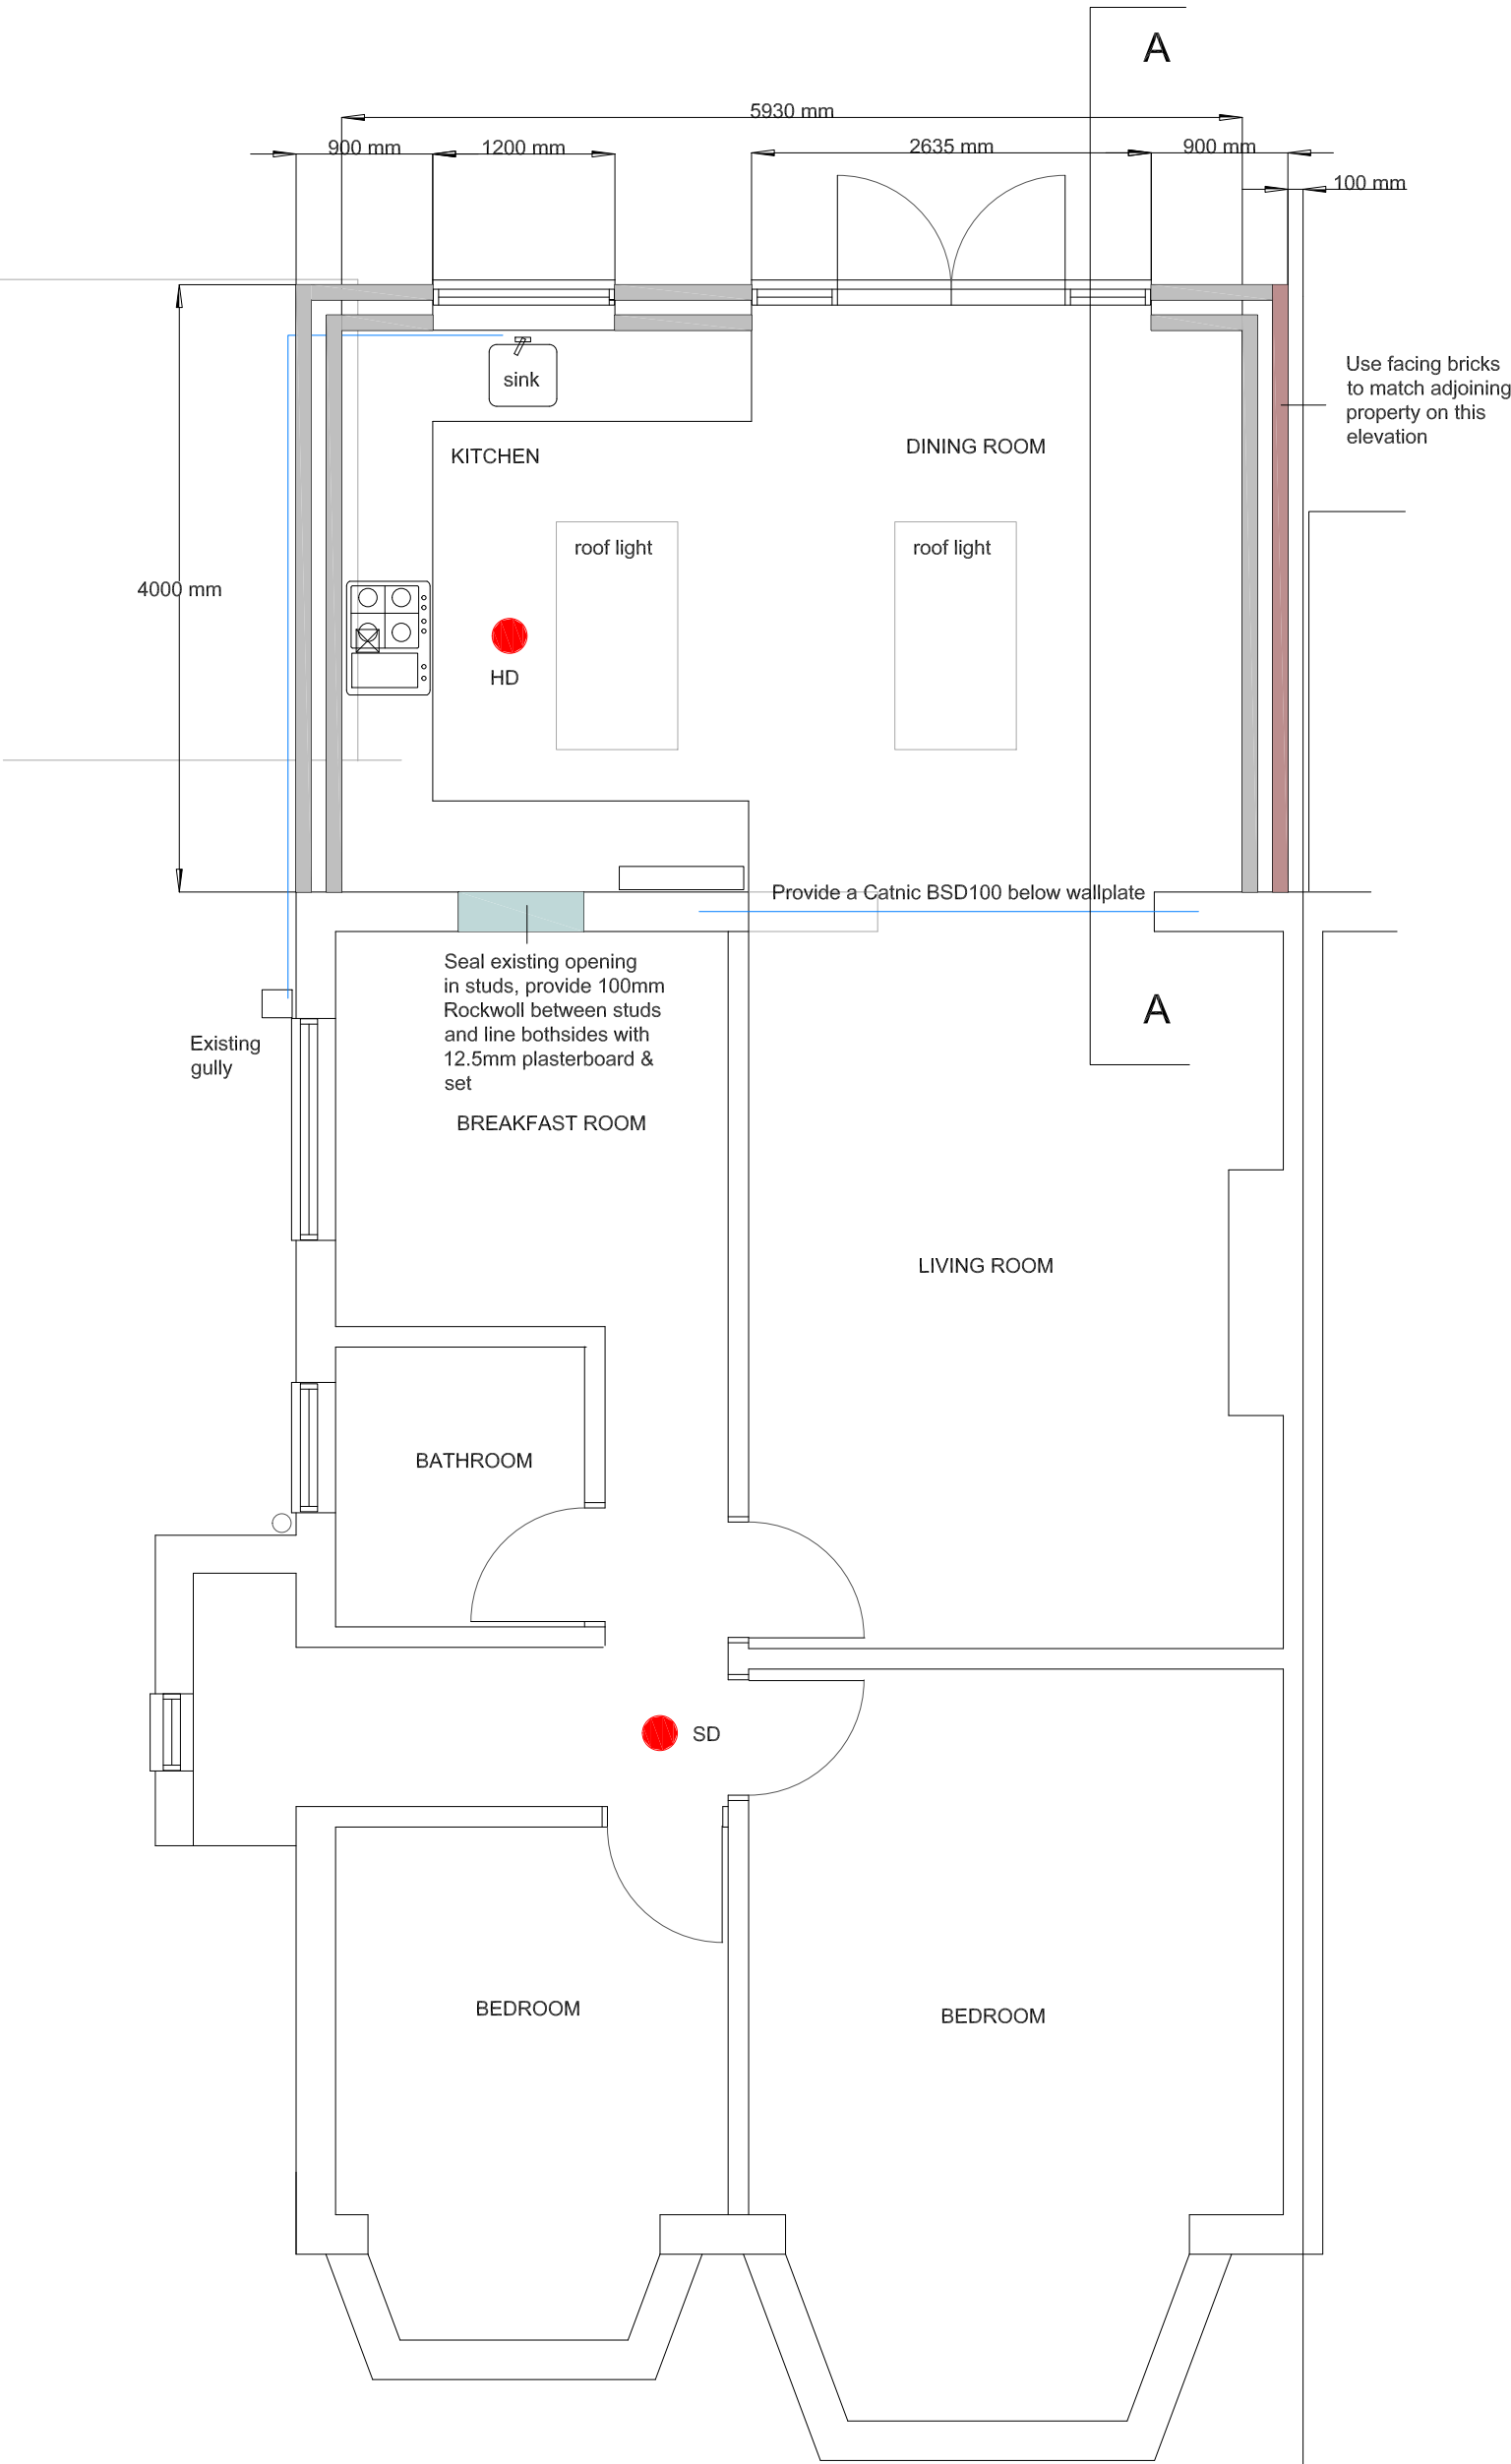 A
5930 mm
900 mm
1200 mm
2635 mm
900 mm
100 mm
Use facing bricks
to match adjoining
property on this
elevation
sink
KITCHEN
DINING ROOM
roof light
roof light
4000 mm
HD
Provide a Catnic BSD100 below wallplate
Seal existing opening
in studs, provide 100mm
Rockwoll between studs
and line bothsides with
12.5mm plasterboard &
set
A
Existing
gully
BREAKFAST ROOM
LIVING ROOM
BATHROOM
SD
BEDROOM
BEDROOM